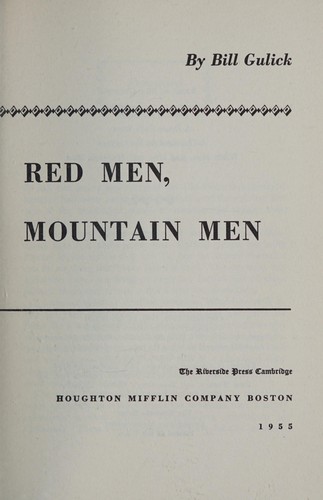 By Bill Gulick
RED MEN,
MOUNTAIN MEN
The Riverside Press Cambridge
HOUGHTON MIFFLIN COMPANY BOSTON
1955